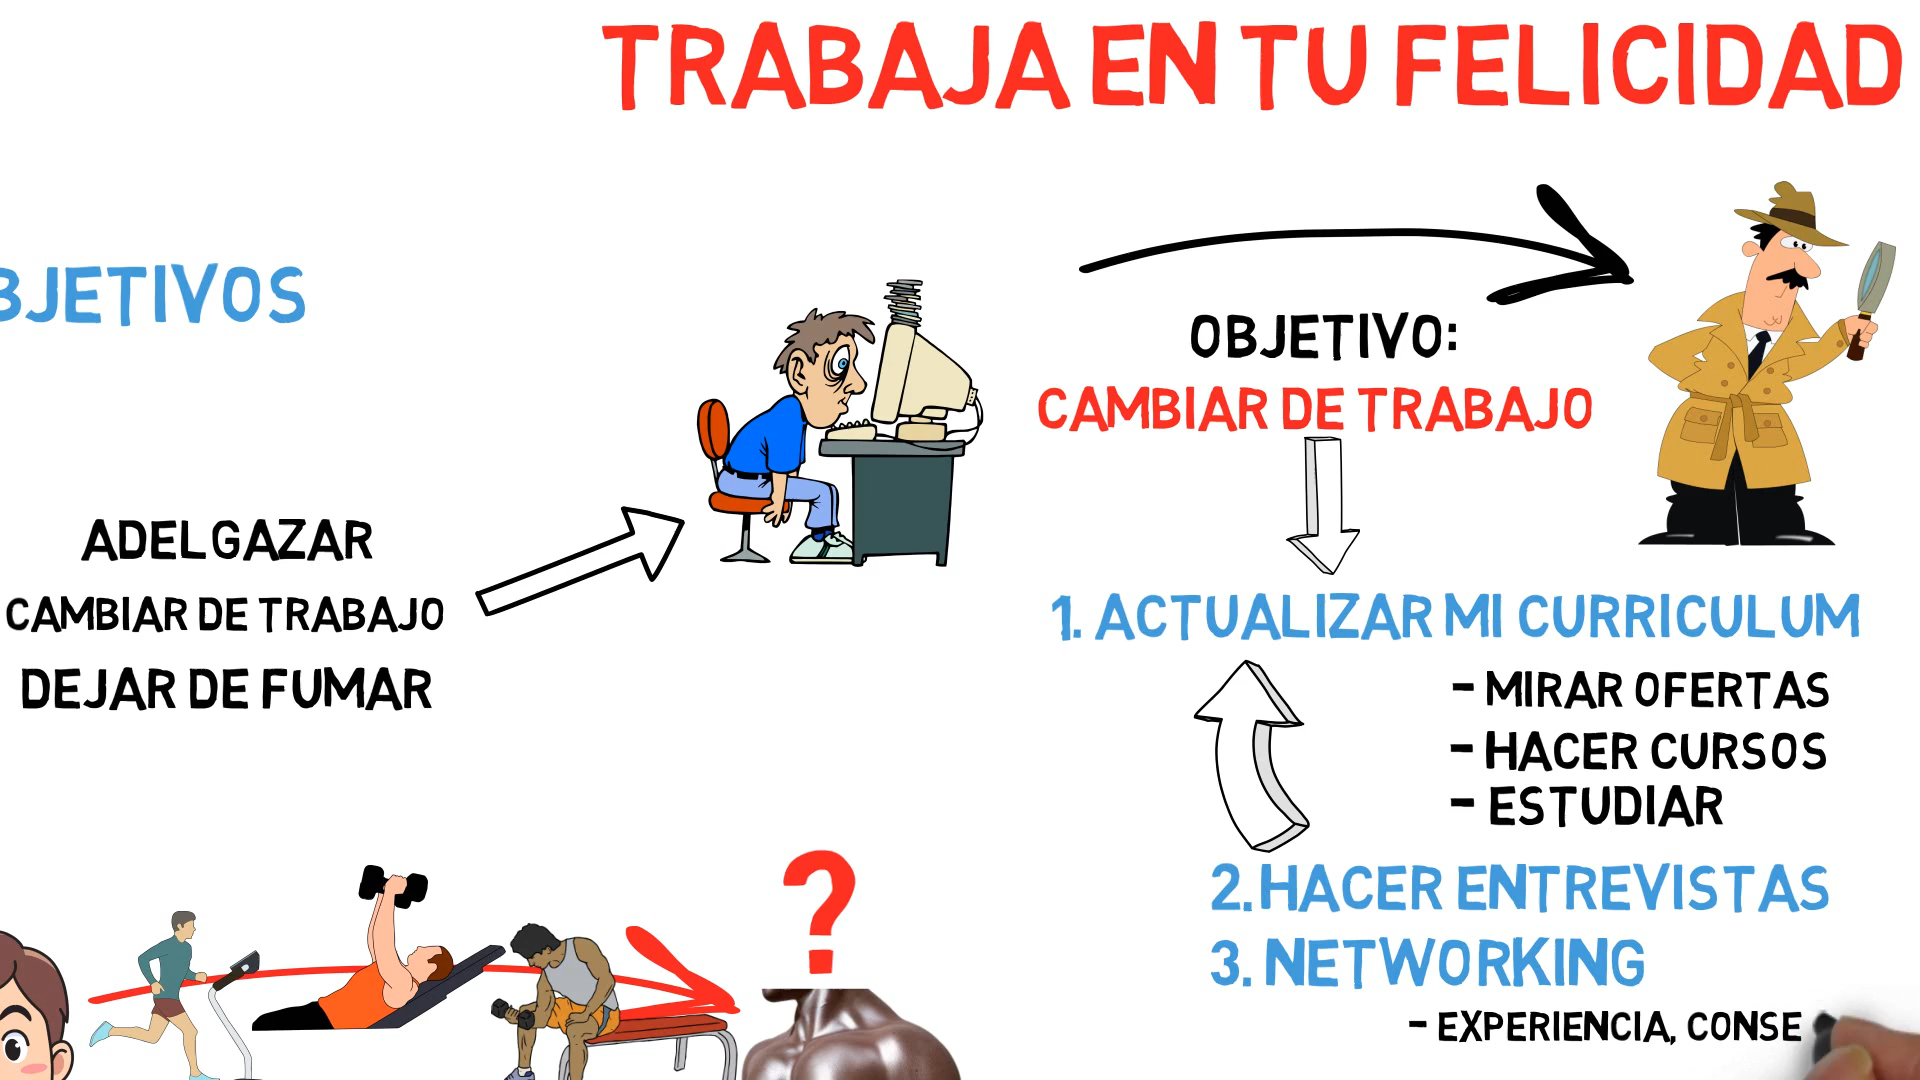 TRABAJA EN TU FELICIDAD
BJETIVOS
ADELGAZAR
CAMBIAR DE TRABAJO
DEJAR DE FUMAR
OBJETIVO:
CAMBIAR DE TRABAJO
1. ACTUALIZAR MI CURRICULUM
- MIRAR OFERTAS
- HACER CURSOS
- ESTUDIAR
2. HACER ENTREVISTAS
3. NETWORKING
- EXPERIENCIA, CONSE
?